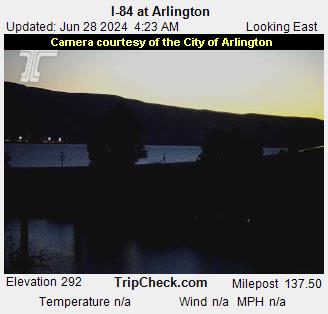 I-84 at Arlington
Updated: Jun 28 2024 4:23 AM Looking East
Camera courtesy of the City of Arlington
Elevation 292 TripCheck.com Milepost 137.50
Temperature n/a Wind n/a MPH n/a